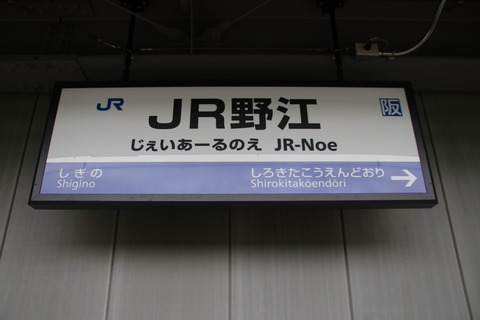 JR
阪
JR野江
じぇいあーるのえ JR-Noe
しぎの しろきたこうえんどおり
Shigino Shirokitakōendōri